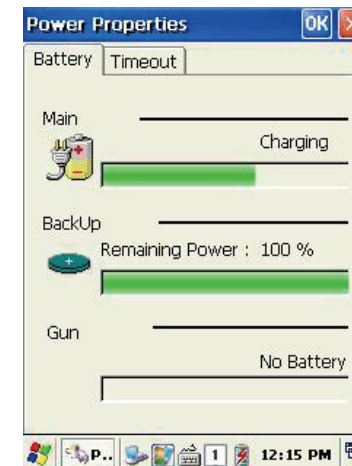 Power Properties OK
Battery Timeout
Main
Charging
BackUp
Remaining Power : 100 %
Gun
No Battery
P.. 1 12:15 PM